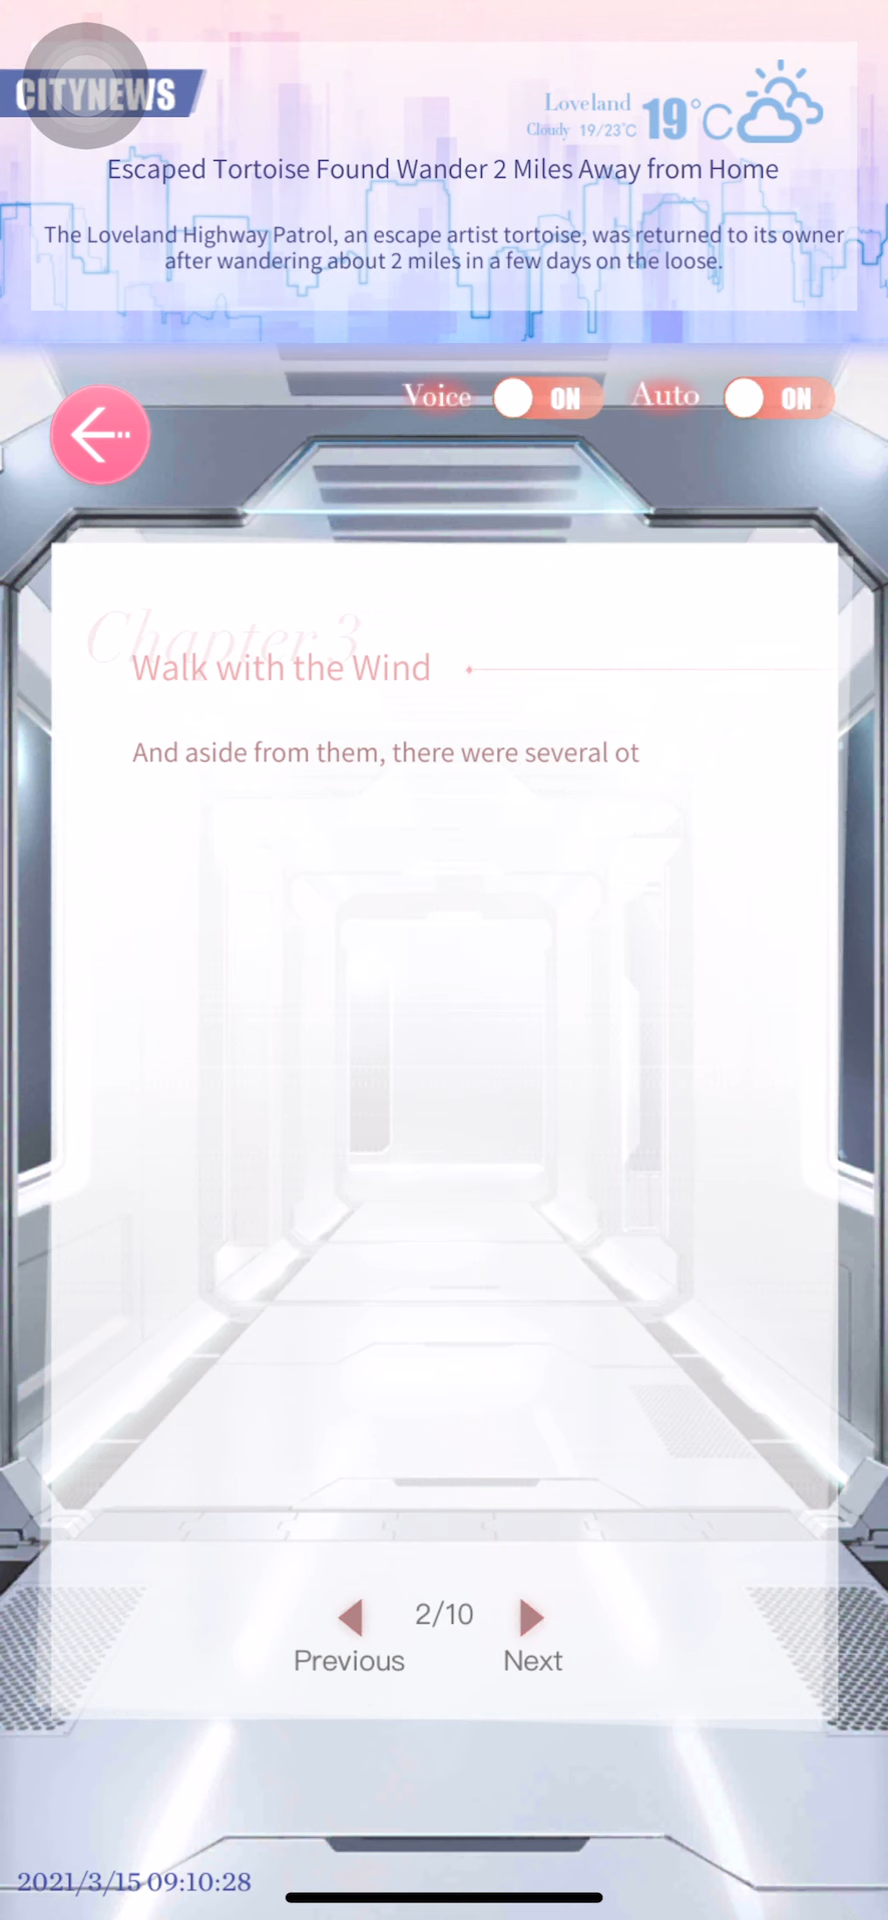 CITYNEWS
Loveland
Cloudy 19/23°C
19°C
Escaped Tortoise Found Wander 2 Miles Away from Home
The Loveland Highway Patrol, an escape artist tortoise, was returned to its owner
after wandering about 2 miles in a few days on the loose.
Voice ON Auto ON
Chapter 3
Walk with the Wind
And aside from them, there were several ot
2/10
Previous Next
2021/3/15 09:10:28